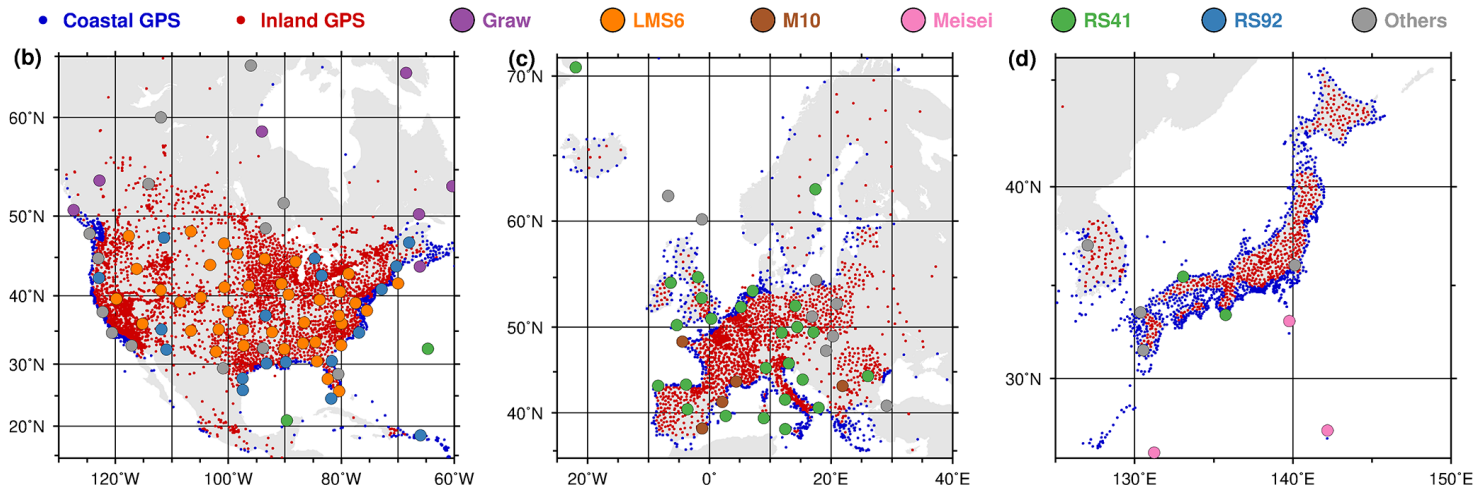 Coastal GPS Inland GPS Graw LMS6 M10 Meisei RS41 RS92 Others
(b) (c) (d)
60°N
50°N
40°N
30°N
20°N
120°W 100°W 80°W 60°W
70°N
60°N
50°N
40°N
20°W 0° 20°E 40°E
40°N
30°N
130°E 140°E 150°E